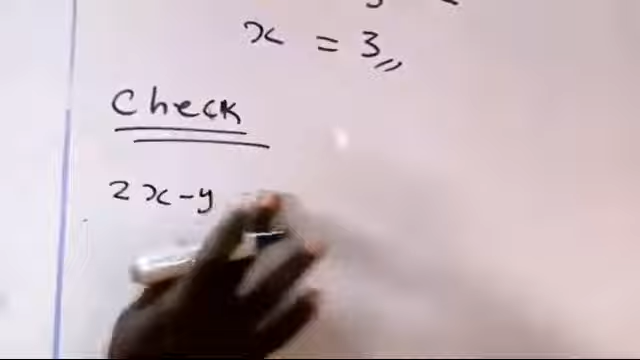 x = 3,,
Check
2x-y